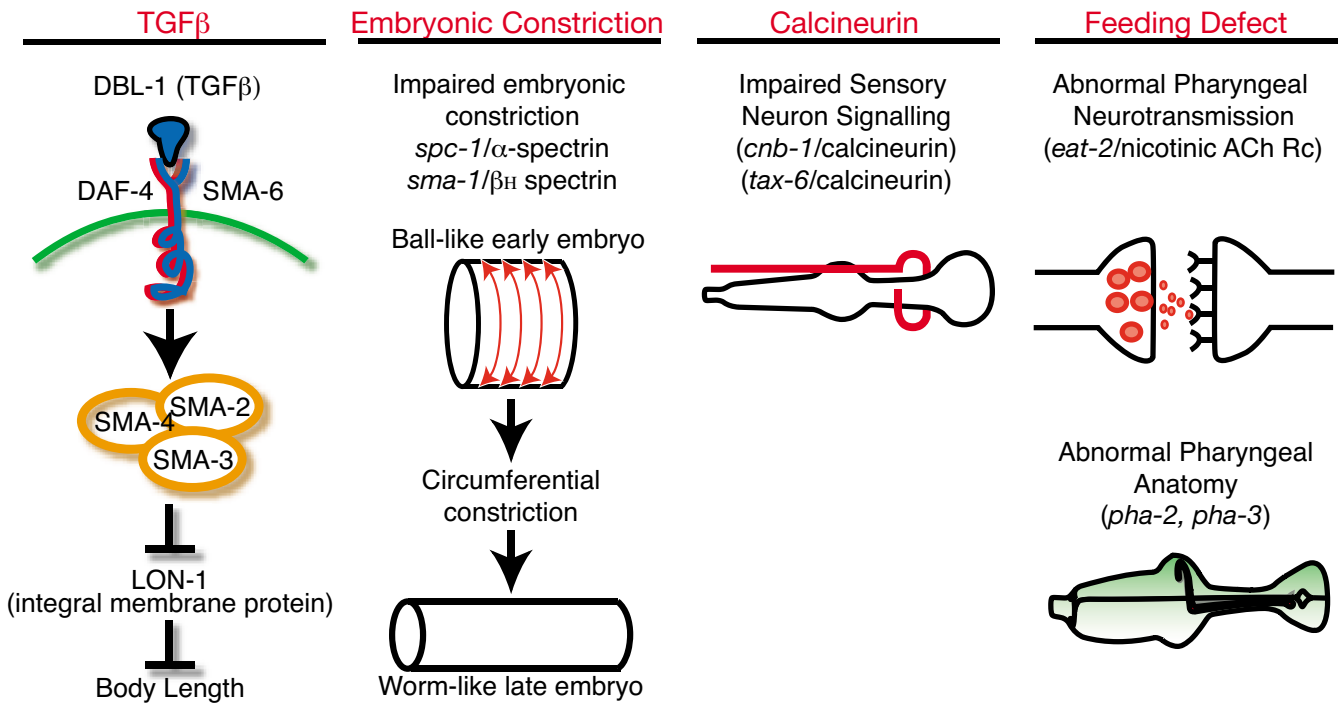 TGFβ
DBL-1 (TGFβ)
DAF-4
SMA-6
SMA-2
SMA-4
SMA-3
LON-1
(integral membrane protein)
Body Length
Embryonic Constriction
Impaired embryonic
constriction
spc-1/α-spectrin
sma-1/βH spectrin
Ball-like early embryo
Circumferential
constriction
Worm-like late embryo
Calcineurin
Impaired Sensory
Neuron Signalling
(cnb-1/calcineurin)
(tax-6/calcineurin)
Feeding Defect
Abnormal Pharyngeal
Neurotransmission
(eat-2/nicotinic ACh Rc)
Abnormal Pharyngeal
Anatomy
(pha-2, pha-3)